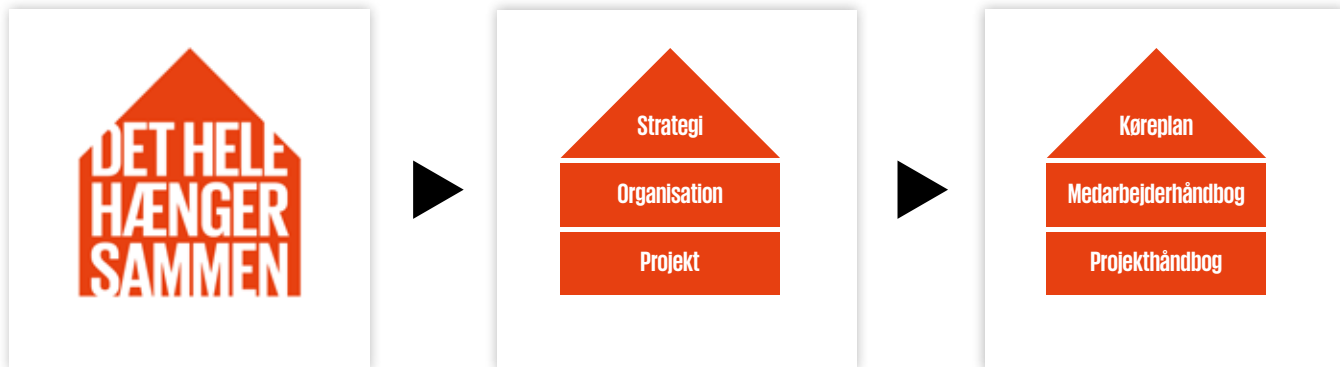 DET HELE
HÆNGER
SAMMEN
Strategi
Organisation
Projekt
Køreplan
Medarbejderhåndbog
Projekthåndbog